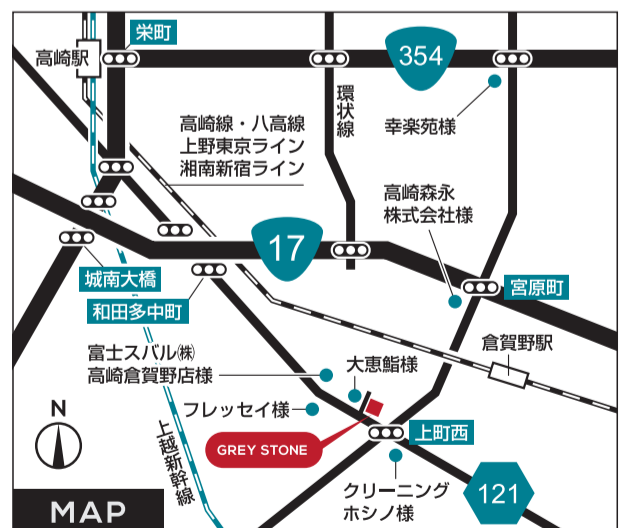 栄町
高崎駅
354
環状線
幸楽苑様
高崎線・八高線
上野東京ライン
湘南新宿ライン
高崎森永
株式会社様
17
城南大橋
宮原町
和田多中町
倉賀野駅
富士スバル㈱
高崎倉賀野店様
大恵鮨様
フレッセイ様
N
上越新幹線
GREY STONE
上町西
クリーニング
ホシノ様
121
MAP